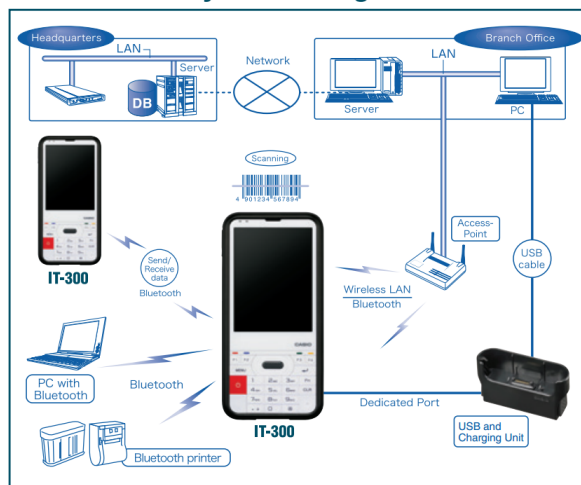 Headquarters
LAN
Server
DB
Network
Branch Office
LAN
Server
PC
Scanning
4 901234 567894
IT-300
Send/
Receive
data
Bluetooth
Access-
Point
USB
cable
Wireless LAN
Bluetooth
CASIO
PC with
Bluetooth
Bluetooth
Dedicated Port
USB and
Charging Unit
Bluetooth printer
IT-300